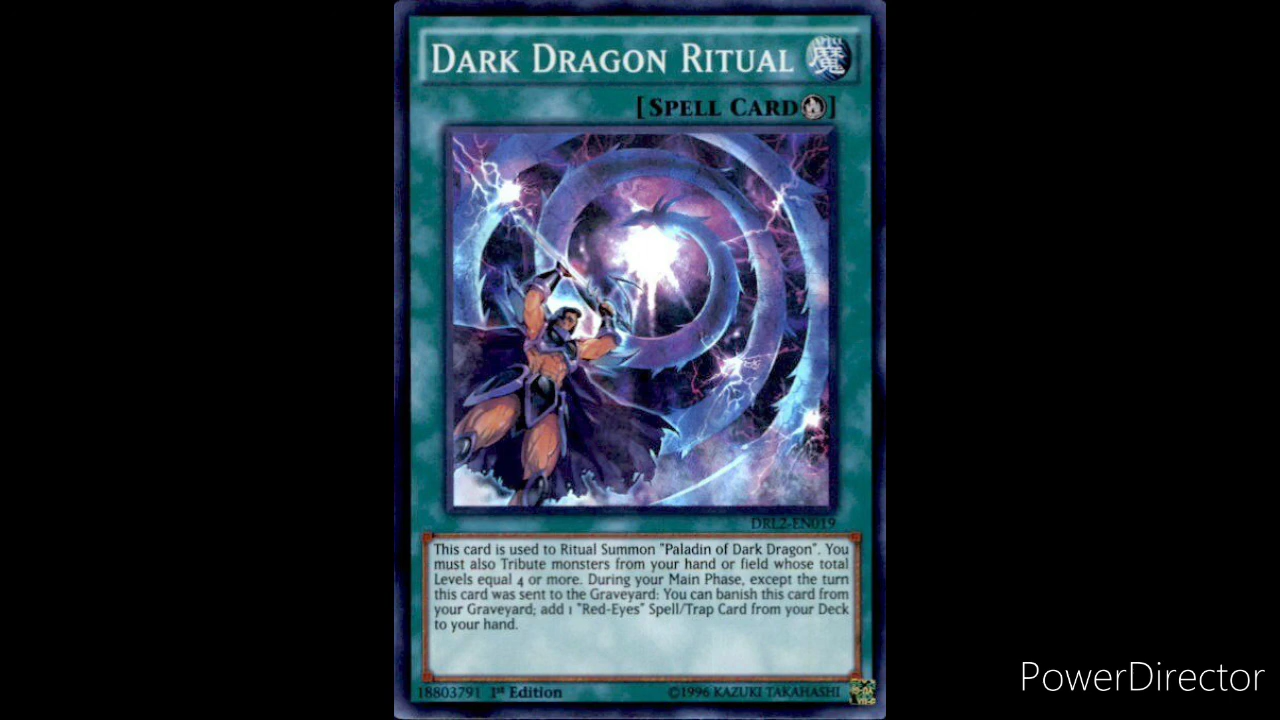 DARK DRAGON RITUAL
魔
[SPELL CARD]
DRL2-EN019
This card is used to Ritual Summon "Paladin of Dark Dragon". You
must also Tribute monsters from your hand or field whose total
Levels equal 4 or more. During your Main Phase, except the turn
this card was sent to the Graveyard: You can banish this card from
your Graveyard; add 1 "Red-Eyes" Spell/Trap Card from your Deck
to your hand.
18803791 1st Edition ©1996 KAZUKI TAKAHASHI
PowerDirector